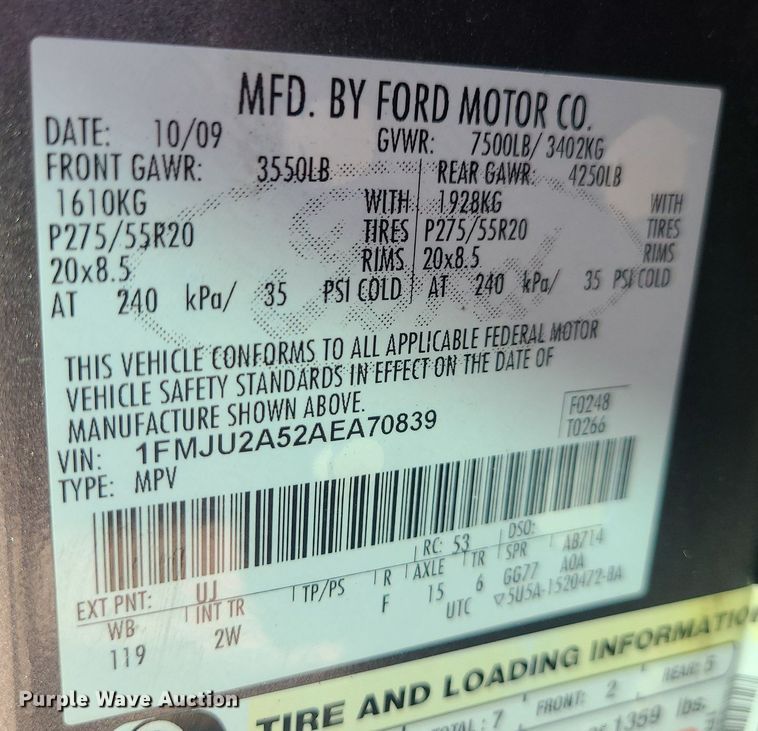 MFD. BY FORD MOTOR CO.
DATE: 10/09 GVWR: 7500LB/ 3402KG
FRONT GAWR: 3550LB REAR GAWR: 4250LB
1610KG WITH 1928KG WITH
P275/55R20 TIRES P275/55R20 TIRES
20x8.5 RIMS 20x8.5 RIMS
AT 240 kPa/ 35 PSI COLD AT 240 kPa/ 35 PSI COLD
THIS VEHICLE CONFORMS TO ALL APPLICABLE FEDERAL MOTOR
VEHICLE SAFETY STANDARDS IN EFFECT ON THE DATE OF
MANUFACTURE SHOWN ABOVE.
F0248
VIN: 1FMJU2A52AEA70839 T0266
TYPE: MPV
EXT PNT: UJ RC: 53 DSO: AB714
WB INT TR TP/PS R AXLE TR SPR A0A
119 2W F 15 6 GG77
UTC ▽5U5A-1520472-BA
TIRE AND LOADING INFORMATION
TOTAL: 7 FRONT: 2 REAR: 5
1359 lbs.
Purple Wave Auction